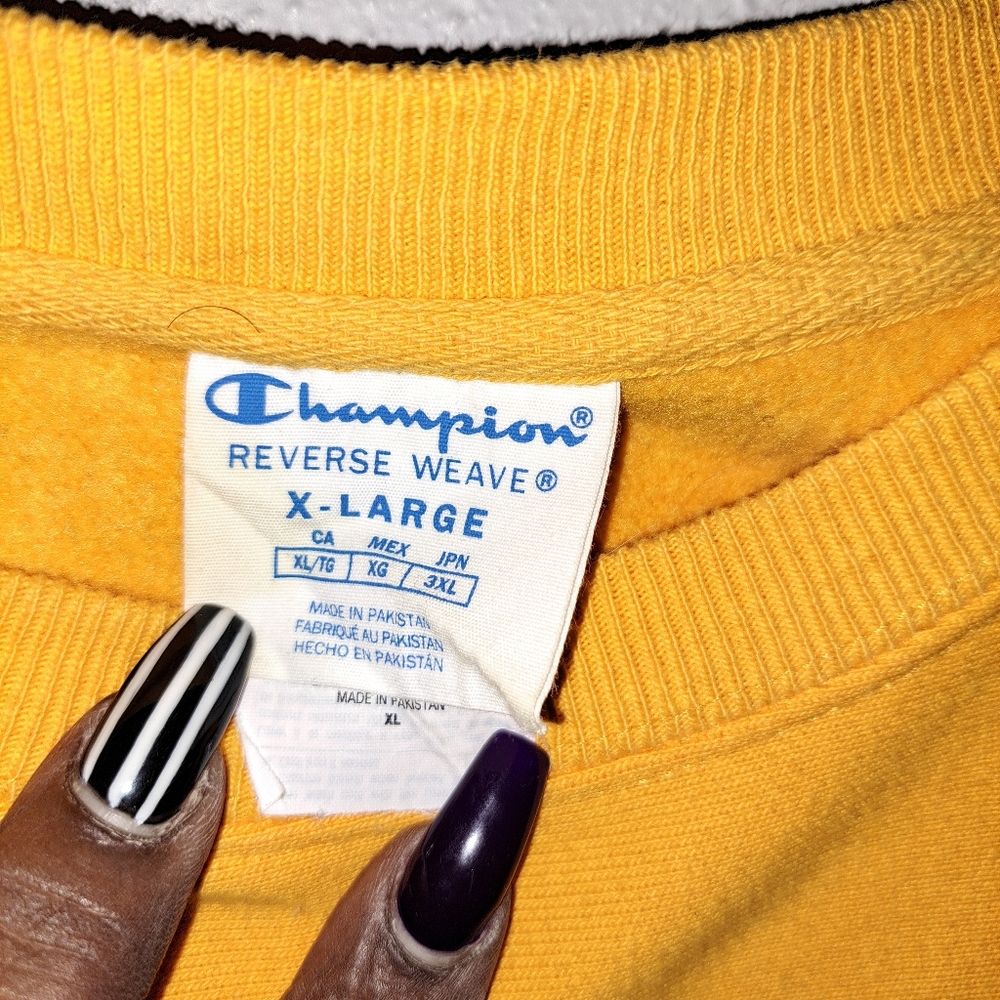 Champion®
REVERSE WEAVE®
X-LARGE
CA MEX JPN
XL/TG XG 3XL
MADE IN PAKISTAN
FABRIQUÉ AU PAKISTAN
HECHO EN PAKISTÁN
MADE IN PAKISTAN
XL